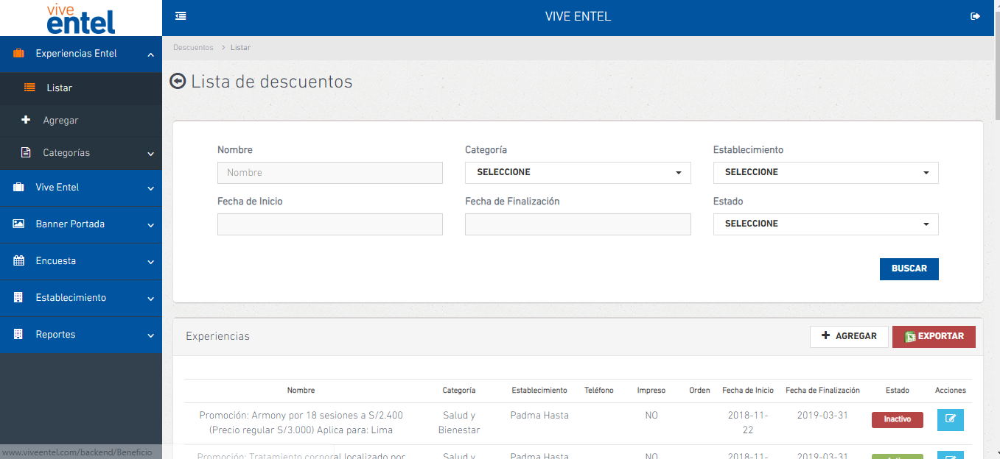 vive
entel
VIVE ENTEL
Experiencias Entel
Listar
Agregar
Categorías
Vive Entel
Banner Portada
Encuesta
Establecimiento
Reportes
Descuentos > Listar
Lista de descuentos
Nombre
Categoría
Establecimiento
Nombre
SELECCIONE
SELECCIONE
Fecha de Inicio
Fecha de Finalización
Estado
SELECCIONE
BUSCAR
Experiencias
AGREGAR
EXPORTAR
Nombre Categoría Establecimiento Teléfono Impreso Orden Fecha de Inicio Fecha de Finalización Estado Acciones
Promoción: Armony por 18 sesiones a S/2.400 Salud y Padma Hasta NO 2018-11- 2019-03-31 Inactivo
(Precio regular S/3.000) Aplica para: Lima Bienestar 22
Promoción: Tratamiento corporal localizado por Salud y Padma Hasta NO 2018-11- 2019-03-31
www.viveentel.com/backend/Beneficio